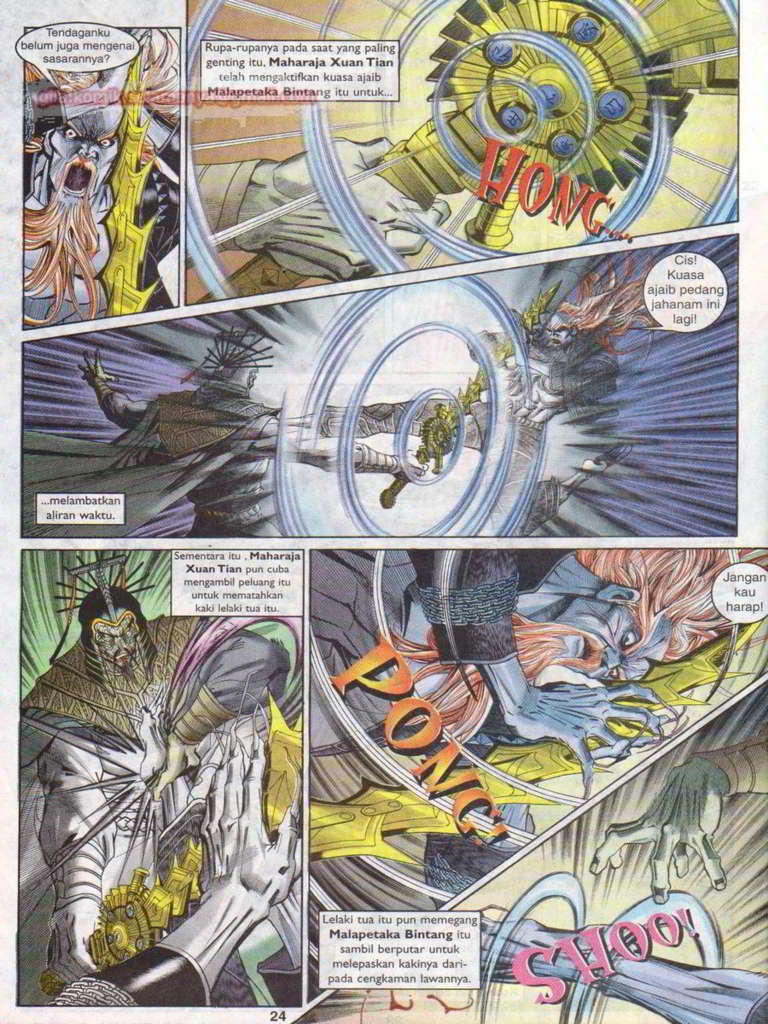 Tendaganku
belum juga mengenai
sasarannya?
Rupa-rupanya pada saat yang paling
genting itu, Maharaja Xuan Tian
telah mengaktifkan kuasa ajaib
Malapetaka Bintang itu untuk...
HONG...
Cis!
Kuasa
ajaib pedang
jahanam ini
lagi!
...melambatkan
aliran waktu.
Sementara itu , Maharaja
Xuan Tian pun cuba
mengambil peluang itu
untuk mematahkan
kaki lelaki tua itu.
Jangan
kau
harap!
PONG PONG
Lelaki tua itu pun memegang
Malapetaka Bintang itu
sambil berputar untuk
melepaskan kakinya dari-
pada cengkaman lawannya.
SHOO!
24